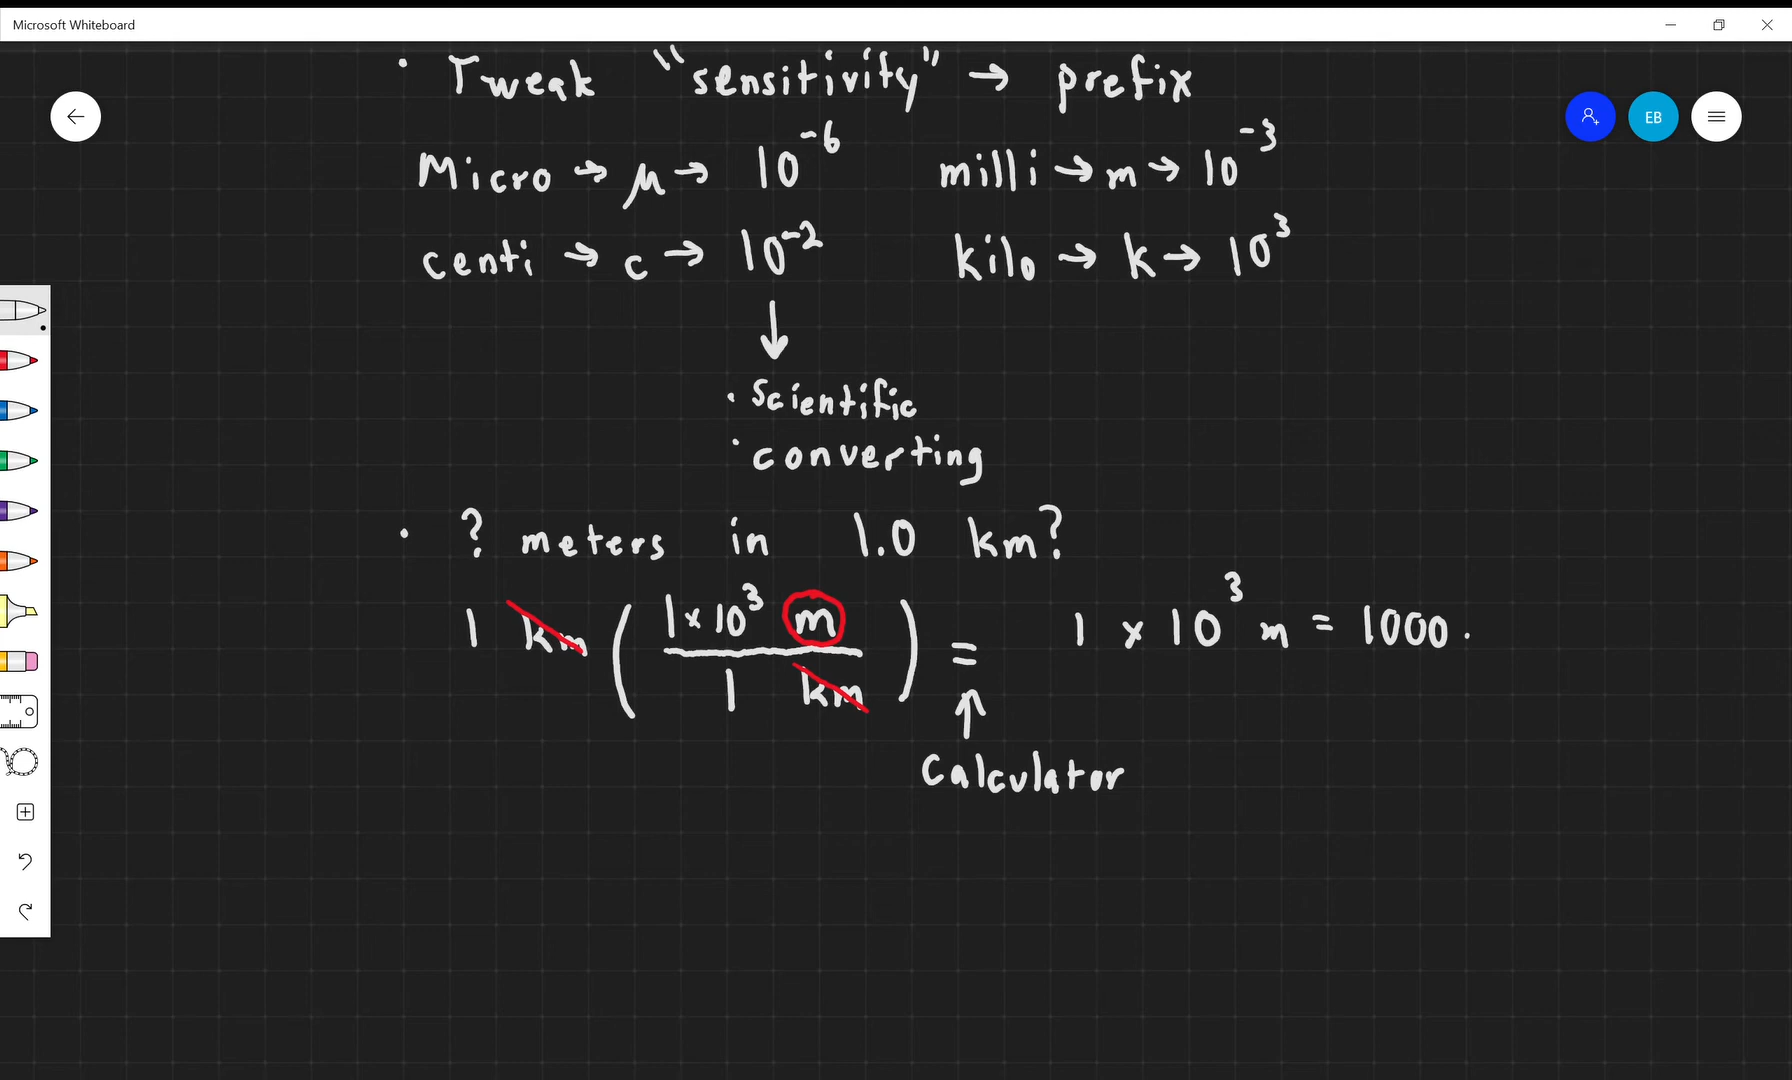 Microsoft Whiteboard
• Tweak "sensitivity" → prefix
EB
Micro → μ → 10⁻⁶ milli → m → 10⁻³
centi → c → 10⁻² kilo → k → 10³
↓
• Scientific
• converting
• ? meters in 1.0 km?
1 km ( 1 × 10³ m / 1 km ) = 1 × 10³ m = 1000.
↑
Calculator